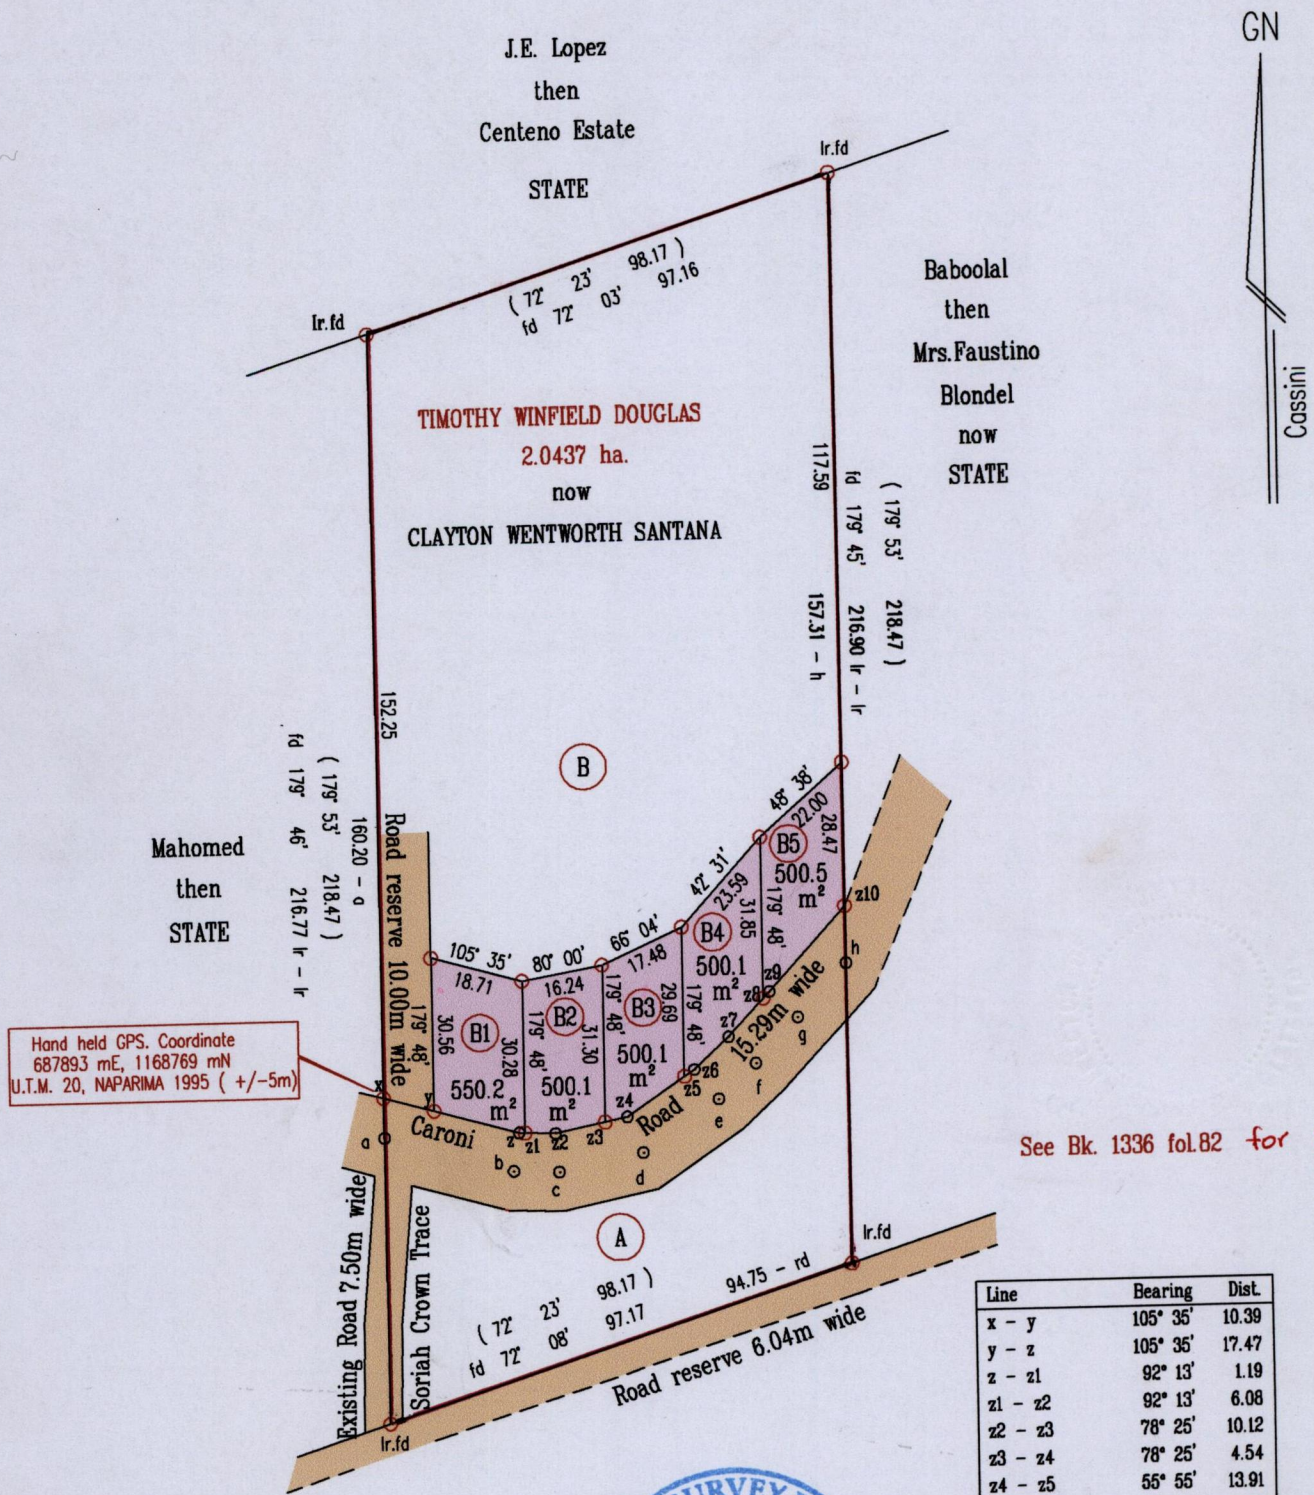 GN
Cassini
J.E. Lopez
then
Centeno Estate
STATE
Ir.fd
Ir.fd
( 72° 23' 98.17 )
fd 72° 03' 97.16
TIMOTHY WINFIELD DOUGLAS
2.0437 ha.
now
CLAYTON WENTWORTH SANTANA
Baboolal
then
Mrs.Faustino
Blondel
now
STATE
117.59
157.31 - h
fd 179° 45' 216.90 Ir - Ir
( 179° 53' 218.47 )
152.25
160.20 - a
( 179° 53' 218.47 )
fd 179° 46' 216.77 Ir - Ir
Mahomed
then
STATE
Road reserve 10.00m wide
B
48° 38'
22.00
28.47
B5
500.5
m²
42° 31'
23.59
31.85
179° 48'
B4
500.1
m²
66° 04'
17.48
29.69
179° 48'
B3
500.1
m²
80° 00'
16.24
179° 48'
31.30
B2
500.1
m²
105° 35'
18.71
179° 48'
30.56
30.28
179° 48'
B1
550.2
m²
Hand held GPS. Coordinate
687893 mE, 1168769 mN
U.T.M. 20, NAPARIMA 1995 ( +/-5m)
x
y
z
z1
z2
z3
z4
z5
z6
z7
z8
z9
z10
a
b
c
d
e
f
g
h
Caroni Road 15.29m wide
See Bk. 1336 fol.82 for
A
Existing Road 7.50m wide
Soriah Crown Trace
( 72° 23' 98.17 )
fd 72° 08' 97.17
94.75 - rd
Ir.fd
Ir.fd
Road reserve 6.04m wide
Line Bearing Dist.
x - y 105° 35' 10.39
y - z 105° 35' 17.47
z - z1 92° 13' 1.19
z1 - z2 92° 13' 6.08
z2 - z3 78° 25' 10.12
z3 - z4 78° 25' 4.54
z4 - z5 55° 55' 13.91
SURVEY